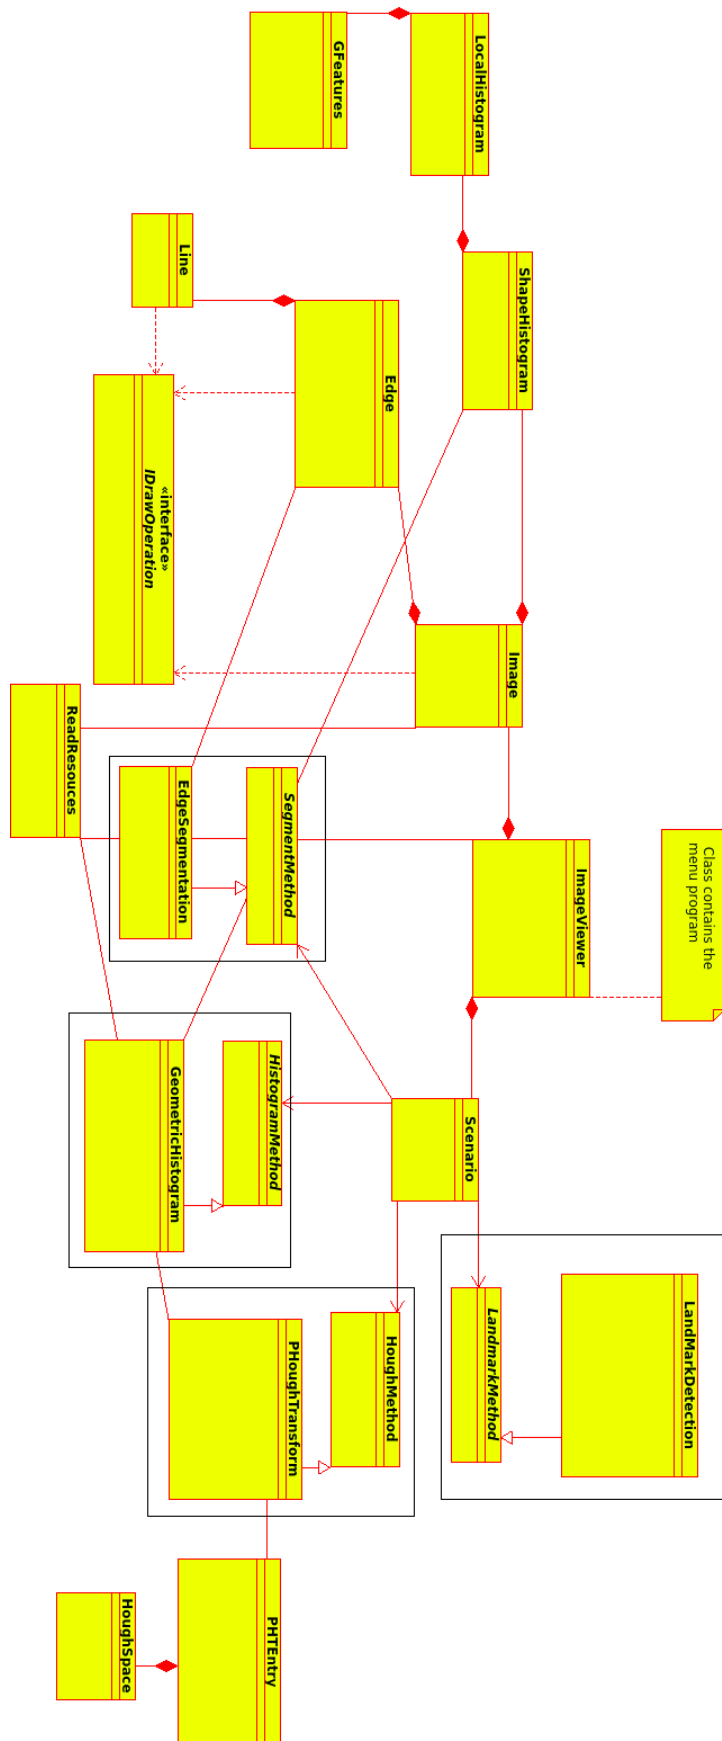 Class contains the
menu program
LandMarkDetection
ImageViewer
ShapeHistogram
Image
LandmarkMethod
LocalHistogram
Scenario
Edge
HoughMethod
GFeatures
SegmentMethod
HistogramMethod
PHoughTransform
PHTEntry
Line
«interface»
IDrawOperation
EdgeSegmentation
GeometricHistogram
HoughSpace
ReadResouces